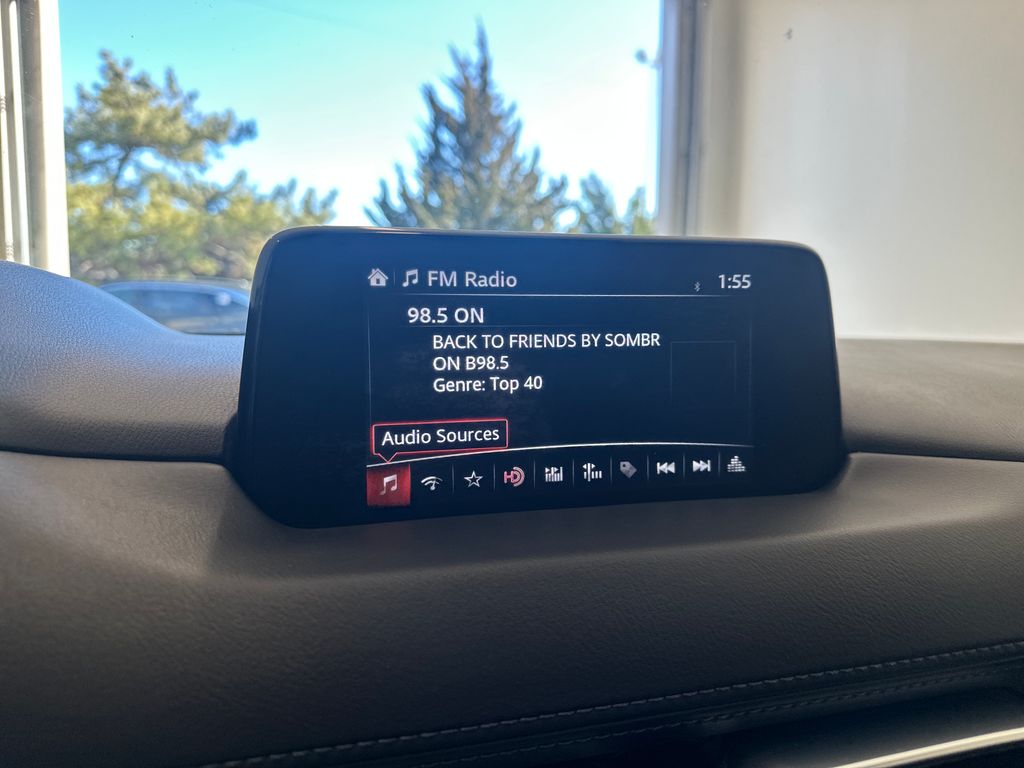 FM Radio
1:55
98.5 ON
BACK TO FRIENDS BY SOMBR
ON B98.5
Genre: Top 40
Audio Sources
HD